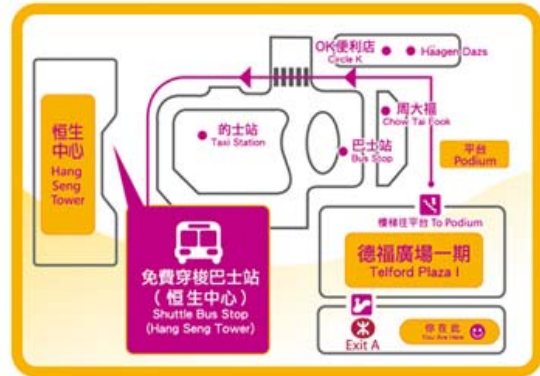 OK便利店
Circle K
Häagen Dazs
周大福
Chow Tai Fook
恒生
中心
Hang
Seng
Tower
的士站
Taxi Station
巴士站
Bus Stop
平台
Podium
樓梯往平台 To Podium
免費穿梭巴士站
(恒生中心)
Shuttle Bus Stop
(Hang Seng Tower)
德福廣場一期
Telford Plaza I
Exit A
你在此
You Are Here